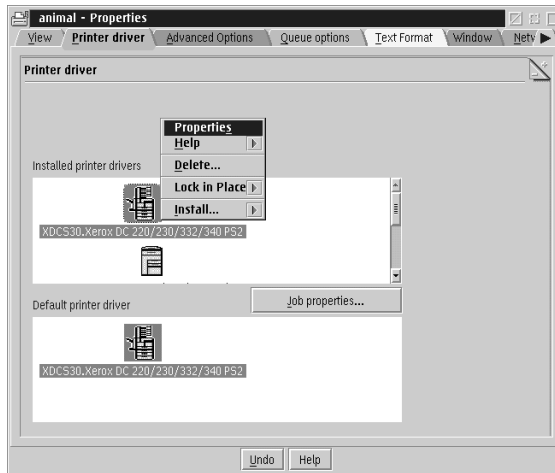 animal - Properties
View Printer driver Advanced Options Queue options Text Format Window Netv
Printer driver
Properties
Help
Installed printer drivers Delete...
Lock in Place
Install...
XDCS30.Xerox DC 220/230/332/340 PS2
Default printer driver Job properties...
XDCS30.Xerox DC 220/230/332/340 PS2
Undo Help